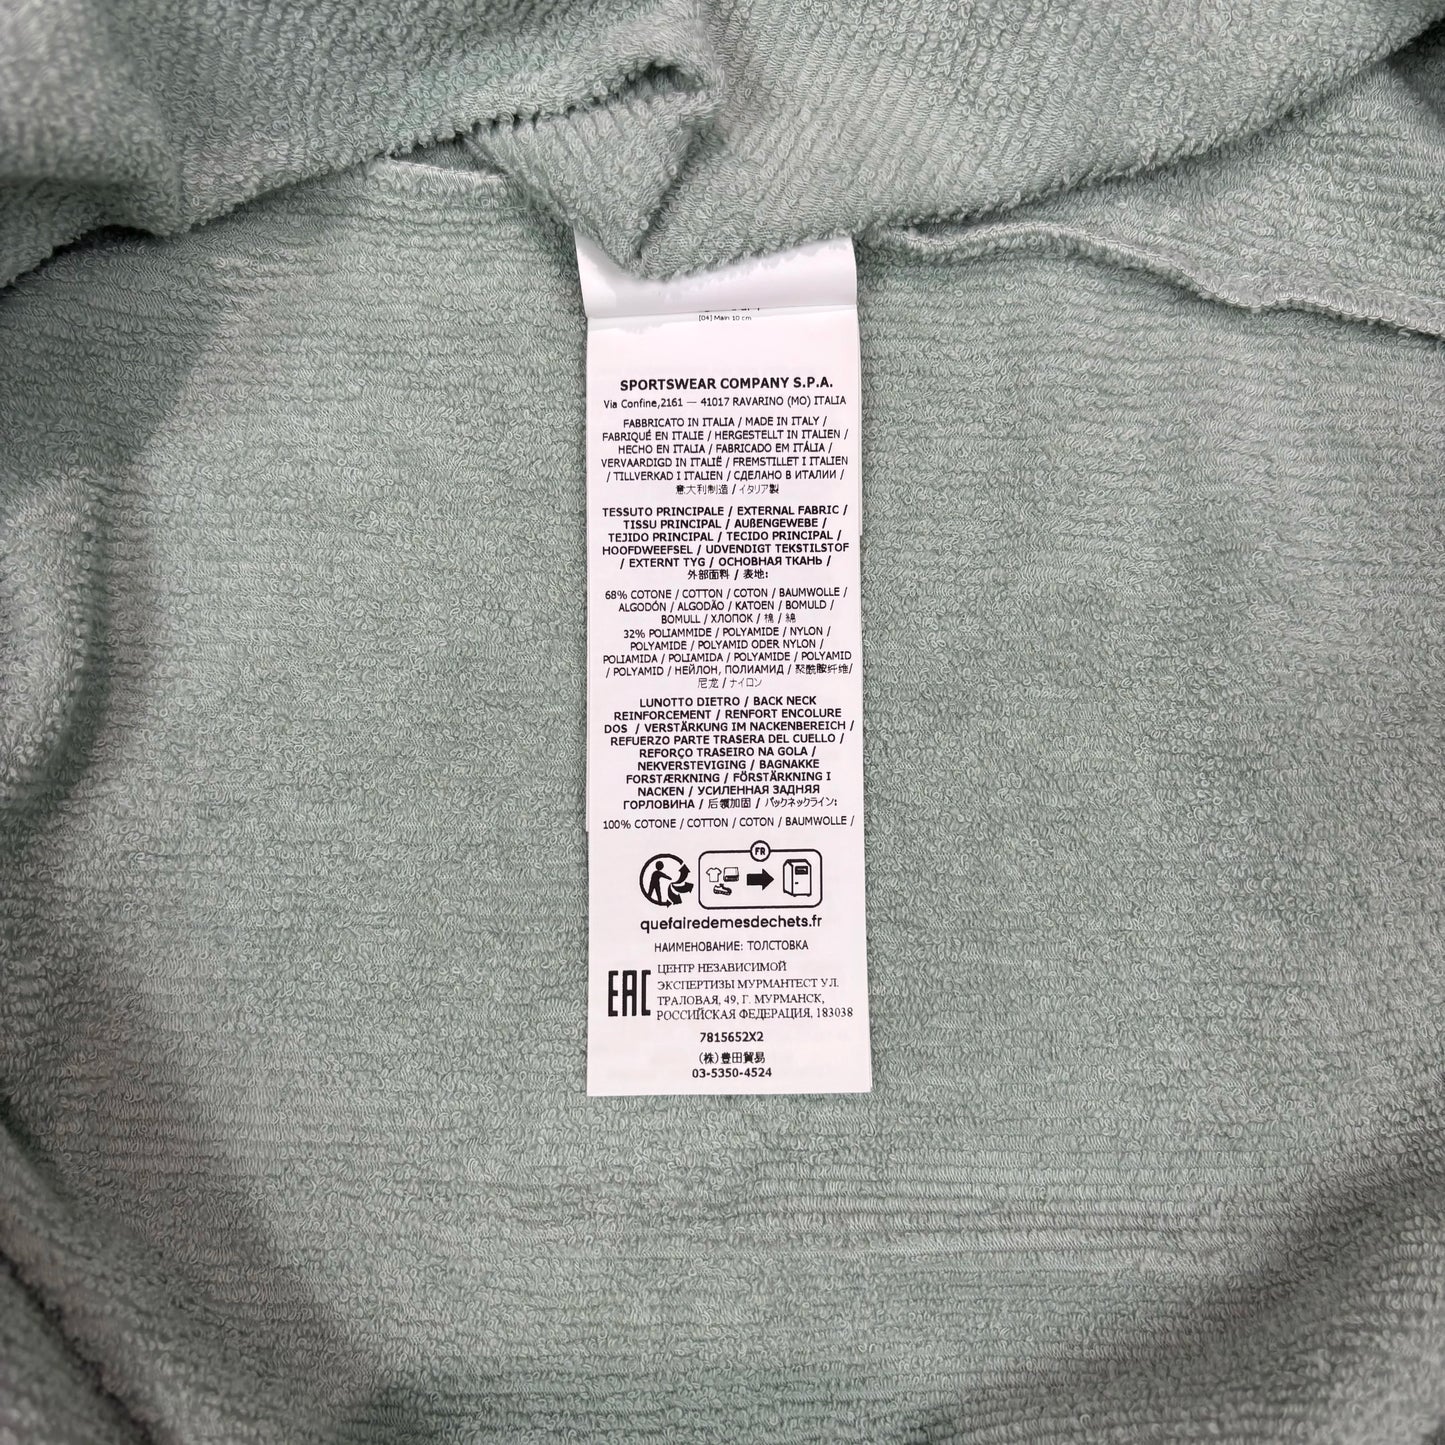 [04] Main 10 cm
SPORTSWEAR COMPANY S.P.A.
Via Confine,2161 — 41017 RAVARINO (MO) ITALIA
FABBRICATO IN ITALIA / MADE IN ITALY /
FABRIQUÉ EN ITALIE / HERGESTELLT IN ITALIEN /
HECHO EN ITALIA / FABRICADO EM ITÁLIA /
VERVAARDIGD IN ITALIË / FREMSTILLET I ITALIEN
/ TILLVERKAD I ITALIEN / СДЕЛАНО В ИТАЛИИ /
意大利制造 / イタリア製
TESSUTO PRINCIPALE / EXTERNAL FABRIC /
TISSU PRINCIPAL / AUßENGEWEBE /
TEJIDO PRINCIPAL / TECIDO PRINCIPAL /
HOOFDWEEFSEL / UDVENDIGT TEKSTILSTOF
/ EXTERNT TYG / ОСНОВНАЯ ТКАНЬ /
外部面料 / 表地:
68% COTONE / COTTON / COTON / BAUMWOLLE /
ALGODÓN / ALGODÃO / KATOEN / BOMULD /
BOMULL / ХЛОПОК / 棉 / 綿
32% POLIAMMIDE / POLYAMIDE / NYLON /
POLYAMIDE / POLYAMID ODER NYLON /
POLIAMIDA / POLIAMIDA / POLYAMIDE / POLYAMID
/ POLYAMID / НЕЙЛОН, ПОЛИАМИД / 聚酰胺纤维/
尼龙 / ナイロン
LUNOTTO DIETRO / BACK NECK
REINFORCEMENT / RENFORT ENCOLURE
DOS / VERSTÄRKUNG IM NACKENBEREICH /
REFUERZO PARTE TRASERA DEL CUELLO /
REFORÇO TRASEIRO NA GOLA /
NEKVERSTEVIGING / BAGNAKKE
FORSTÆRKNING / FÖRSTÄRKNING I
NACKEN / УСИЛЕННАЯ ЗАДНЯЯ
ГОРЛОВИНА / 后领加固 / バックネックライン:
100% COTONE / COTTON / COTON / BAUMWOLLE /
FR
quefairedemesdechets.fr
НАИМЕНОВАНИЕ: ТОЛСТОВКА
EAC ЦЕНТР НЕЗАВИСИМОЙ
ЭКСПЕРТИЗЫ МУРМАНТЕСТ УЛ.
ТРАЛОВАЯ, 49, Г. МУРМАНСК,
РОССИЙСКАЯ ФЕДЕРАЦИЯ, 183038
7815652X2
(株)豊田貿易
03-5350-4524